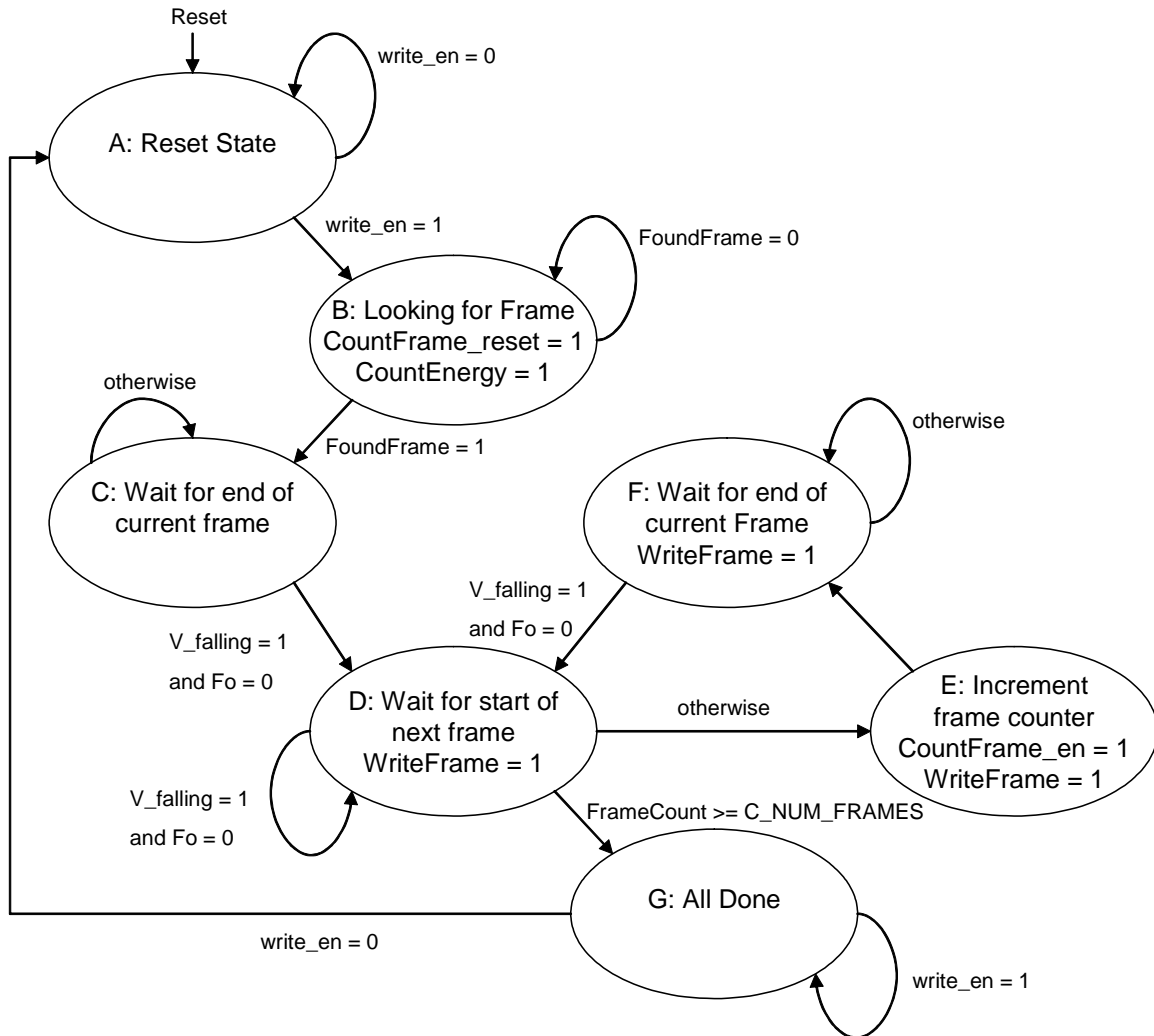 Reset
write_en = 0
A: Reset State
write_en = 1
FoundFrame = 0
B: Looking for Frame
CountFrame_reset = 1
CountEnergy = 1
otherwise
FoundFrame = 1
otherwise
C: Wait for end of
current frame
F: Wait for end of
current Frame
WriteFrame = 1
V_falling = 1
and Fo = 0
V_falling = 1
and Fo = 0
D: Wait for start of
next frame
WriteFrame = 1
otherwise
E: Increment
frame counter
CountFrame_en = 1
WriteFrame = 1
V_falling = 1
and Fo = 0
FrameCount >= C_NUM_FRAMES
G: All Done
write_en = 0
write_en = 1